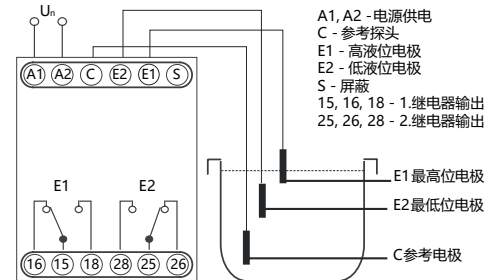 Un
A1 A2 C E2 E1 S
A1, A2 -电源供电
C - 参考探头
E1 - 高液位电极
E2 - 低液位电极
S - 屏蔽
15, 16, 18 - 1.继电器输出
25, 26, 28 - 2.继电器输出
E1 E2
16 15 18 28 25 26
E1最高位电极
E2最低位电极
C参考电极